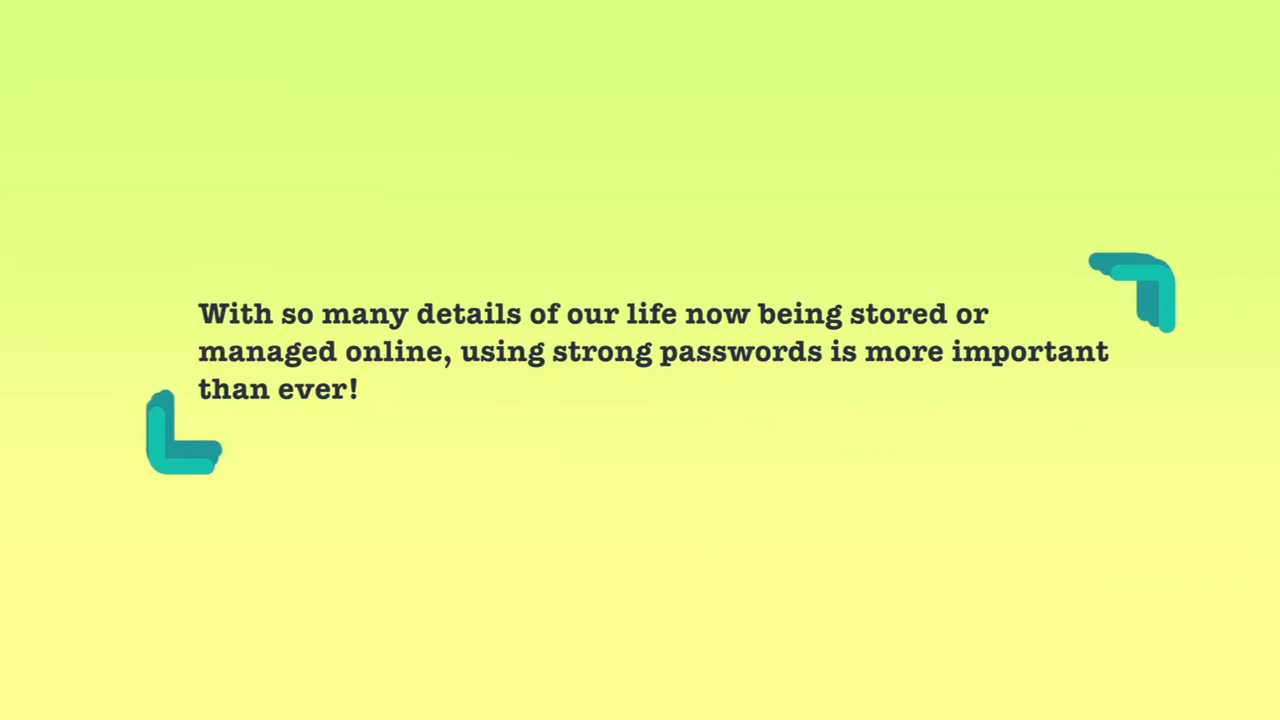 With so many details of our life now being stored or
managed online, using strong passwords is more important
than ever!